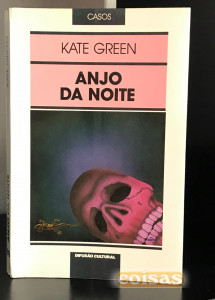 CASOS
KATE GREEN
ANJO
DA NOITE
DIFUSÃO CULTURAL
coisas